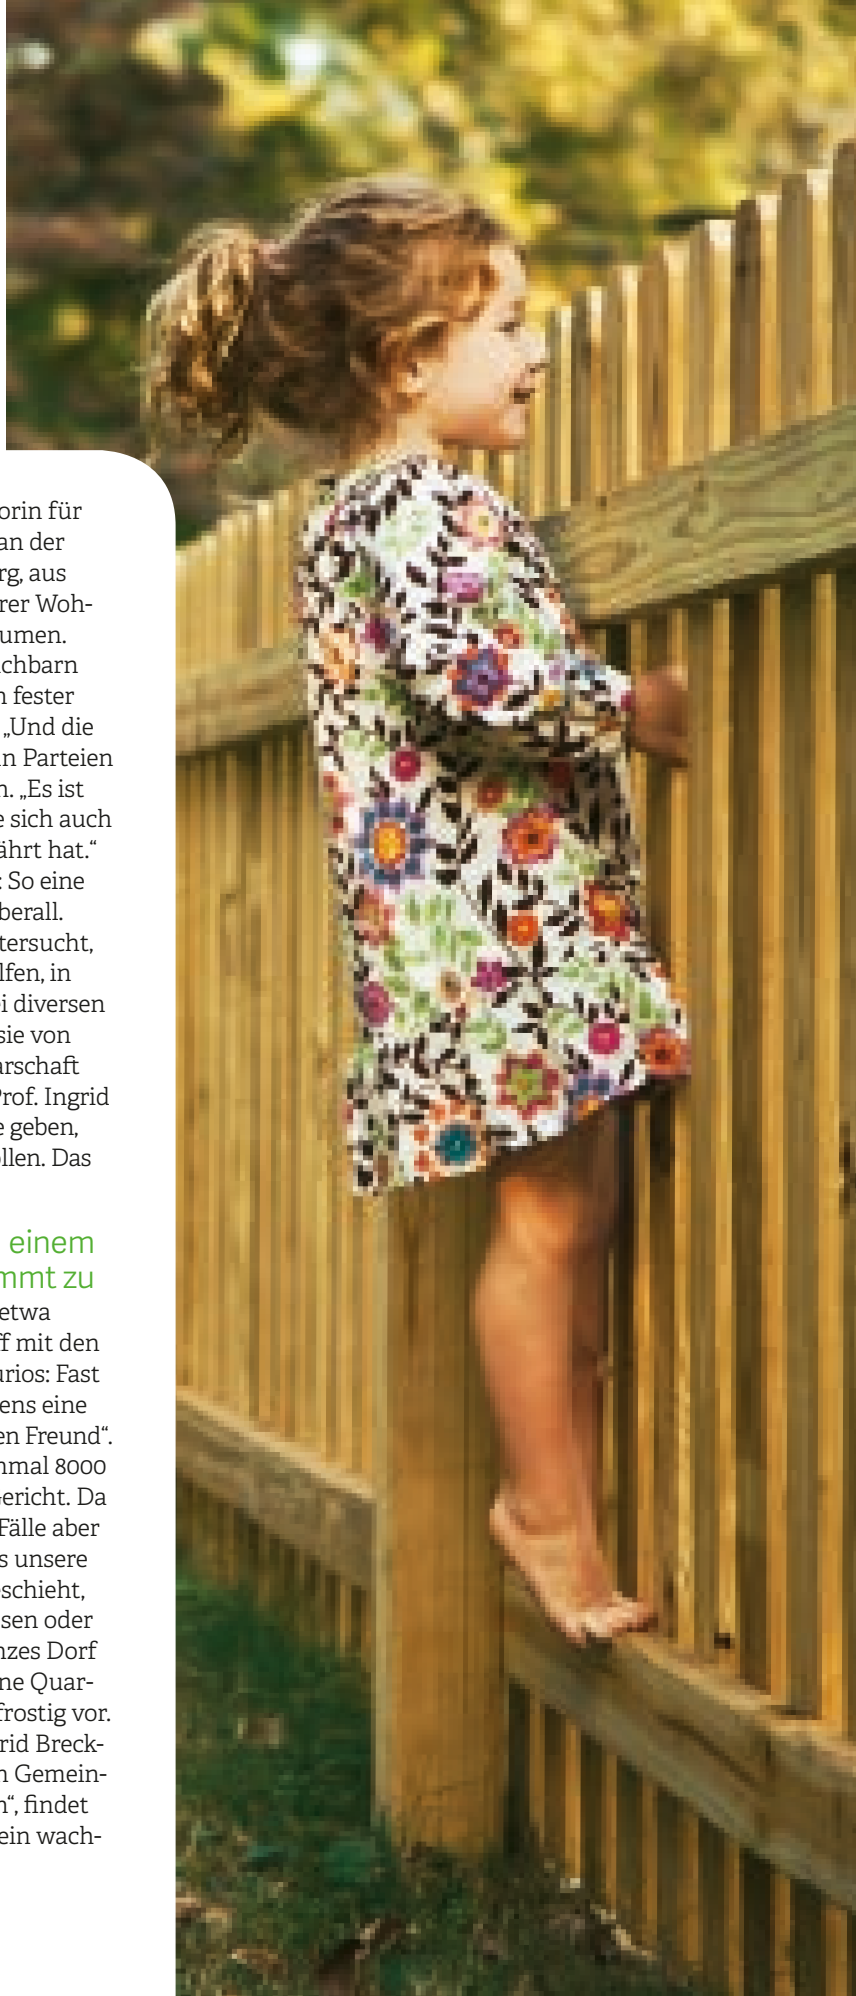 orin für
an der
rg, aus
rer Woh-
umen.
chbarn
n fester
„Und die
n Parteien
n. „Es ist
e sich auch
ährt hat.“
: So eine
berall.
tersucht,
lfen, in
ei diversen
sie von
arschaft
Prof. Ingrid
e geben,
llen. Das
einem
mmt zu
etwa
ff mit den
urios: Fast
ens eine
en Freund“.
nmal 8000
ericht. Da
Fälle aber
s unsere
schieht,
sen oder
nzes Dorf
ne Quar-
frostig vor.
rid Breck-
n Gemein-
n“, findet
ein wach-